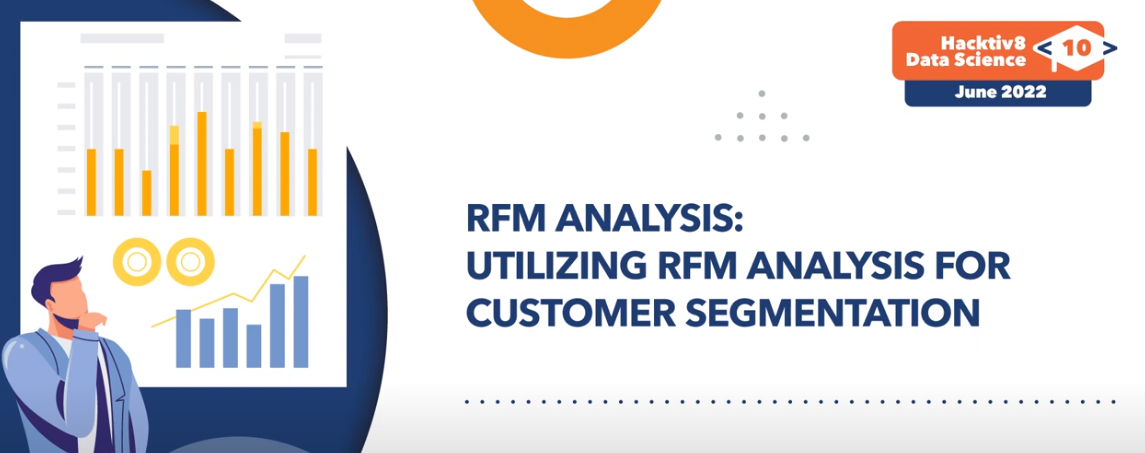 Hacktiv8
Data Science
< 10 >
June 2022
RFM ANALYSIS:
UTILIZING RFM ANALYSIS FOR
CUSTOMER SEGMENTATION